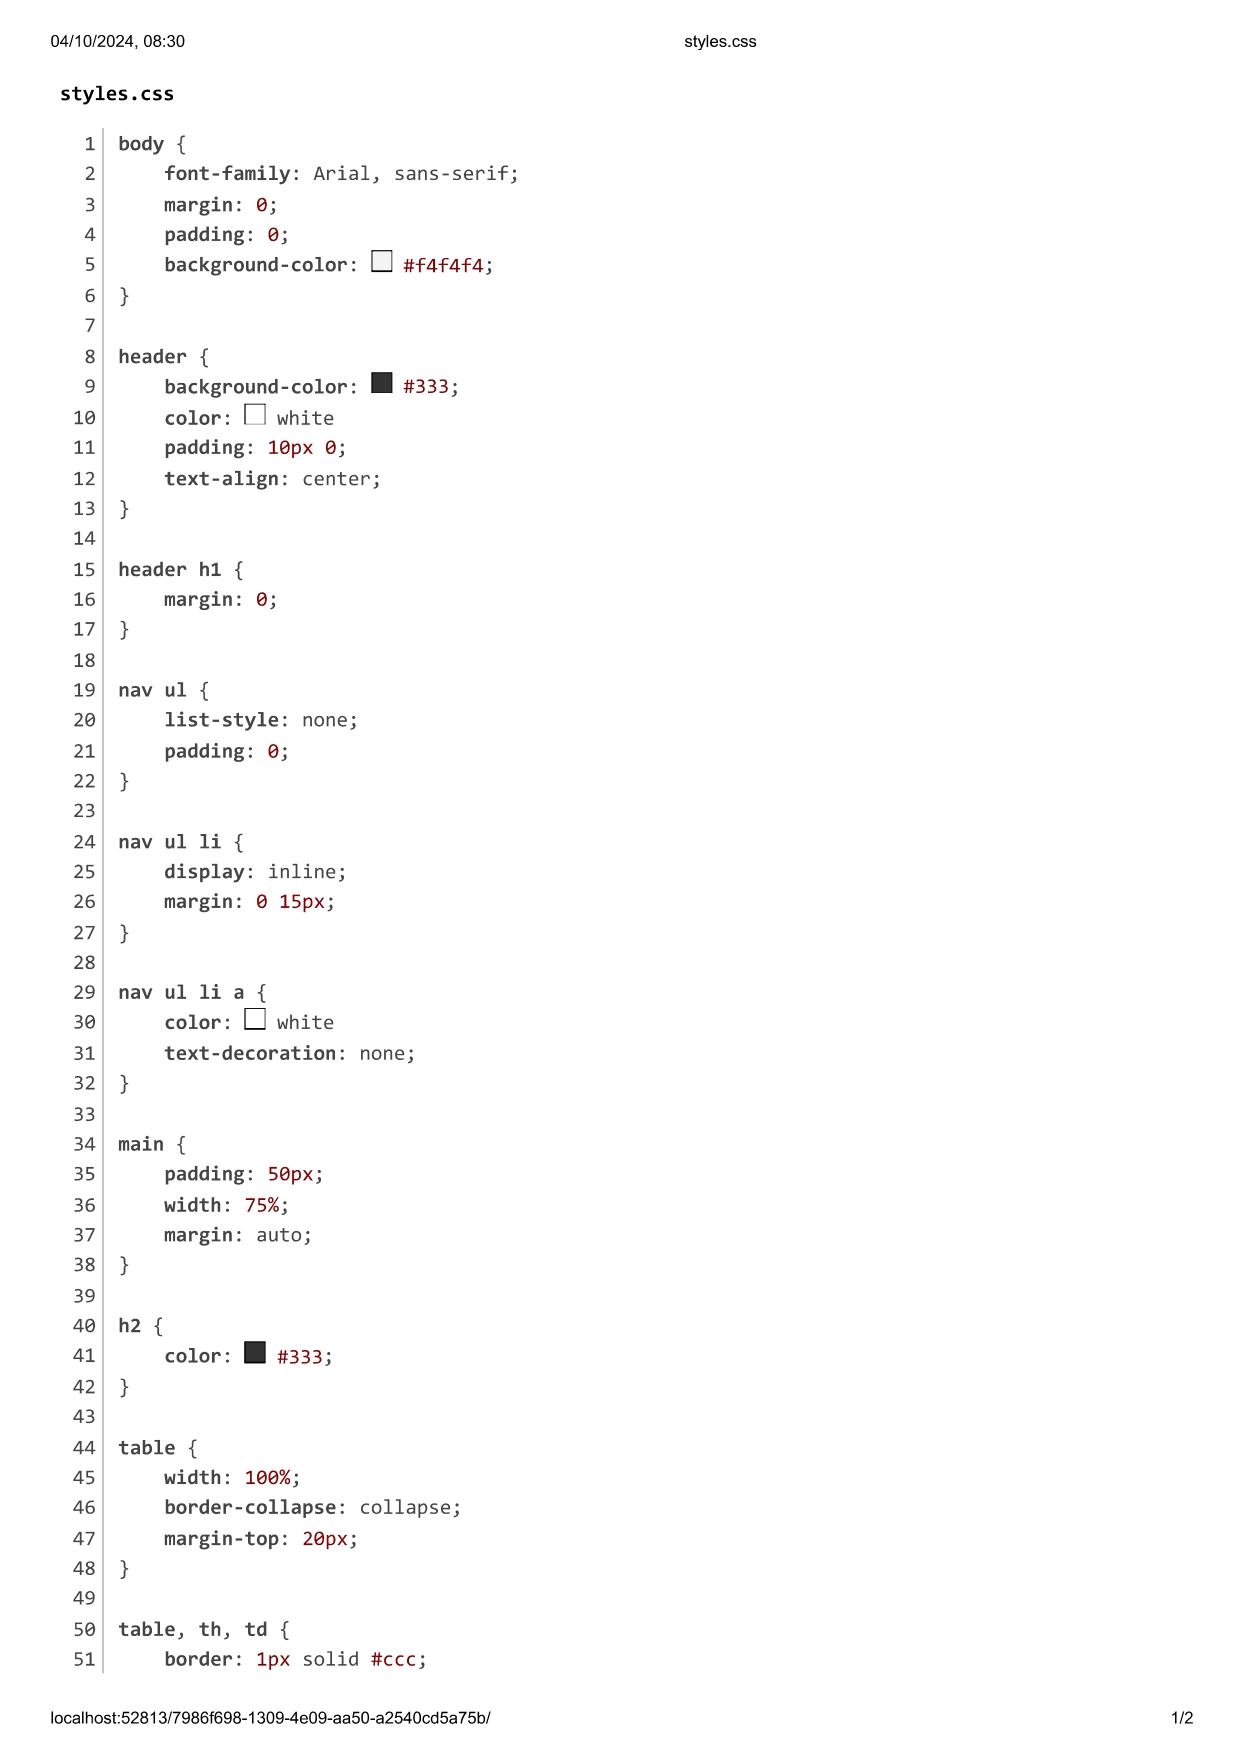 04/10/2024, 08:30 styles.css
styles.css
1 body {
2     font-family: Arial, sans-serif;
3     margin: 0;
4     padding: 0;
5     background-color: #f4f4f4;
6 }
7
8 header {
9     background-color: #333;
10     color: white
11     padding: 10px 0;
12     text-align: center;
13 }
14
15 header h1 {
16     margin: 0;
17 }
18
19 nav ul {
20     list-style: none;
21     padding: 0;
22 }
23
24 nav ul li {
25     display: inline;
26     margin: 0 15px;
27 }
28
29 nav ul li a {
30     color: white
31     text-decoration: none;
32 }
33
34 main {
35     padding: 50px;
36     width: 75%;
37     margin: auto;
38 }
39
40 h2 {
41     color: #333;
42 }
43
44 table {
45     width: 100%;
46     border-collapse: collapse;
47     margin-top: 20px;
48 }
49
50 table, th, td {
51     border: 1px solid #ccc;
localhost:52813/7986f698-1309-4e09-aa50-a2540cd5a75b/ 1/2